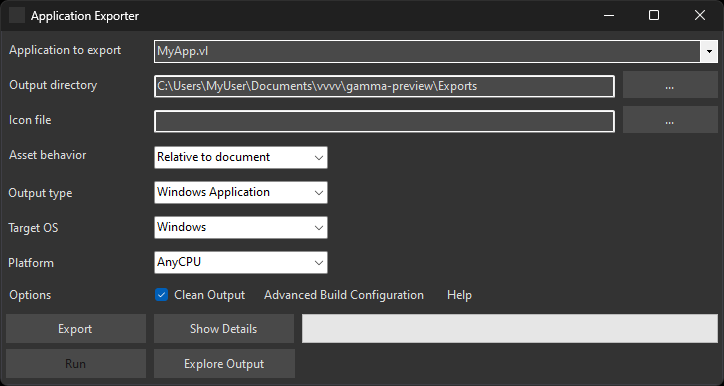 Application Exporter
Application to export MyApp.vl
Output directory C:\Users\MyUser\Documents\vvvv\gamma-preview\Exports ...
Icon file ...
Asset behavior Relative to document
Output type Windows Application
Target OS Windows
Platform AnyCPU
Options Clean Output Advanced Build Configuration Help
Export Show Details
Run Explore Output